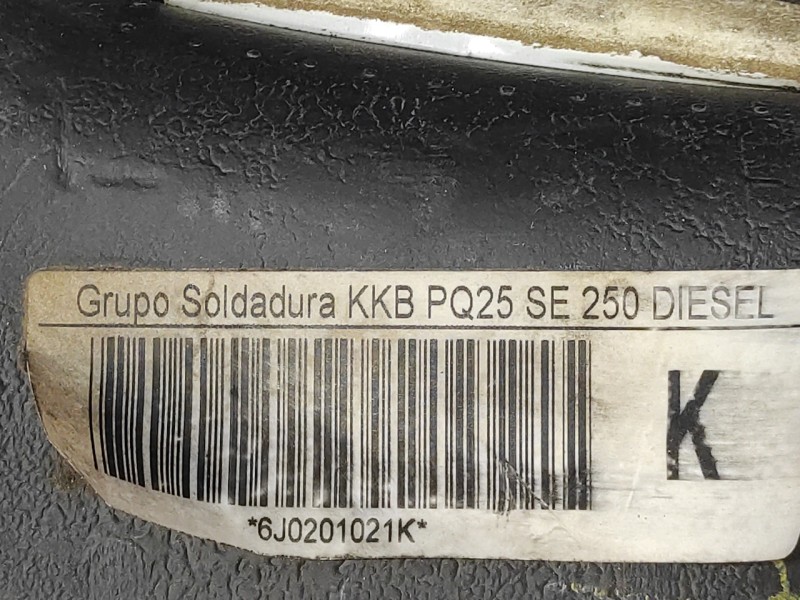 Grupo Soldadura KKB PQ25 SE 250 DIESEL
K
*6J0201021K*